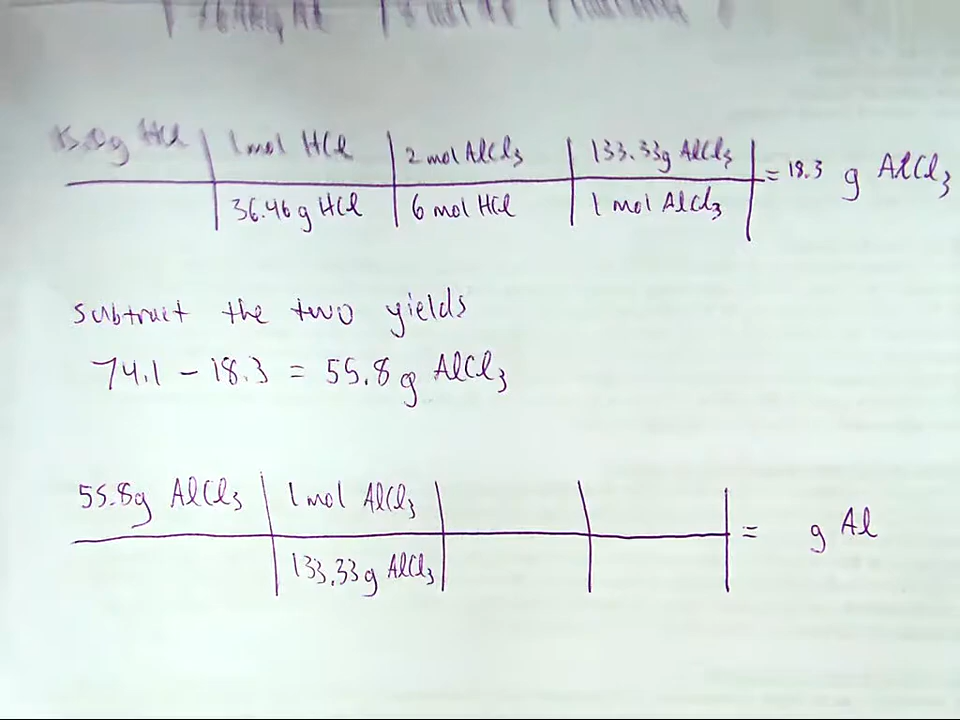 15.0g HCl | 1 mol HCl | 2 mol AlCl3 | 133.33g AlCl3 | = 18.3 g AlCl3
36.46 g HCl | 6 mol HCl | 1 mol AlCl3
subtract the two yields
74.1 - 18.3 = 55.8 g AlCl3
55.8g AlCl3 | 1 mol AlCl3 | = g Al
133.33g AlCl3